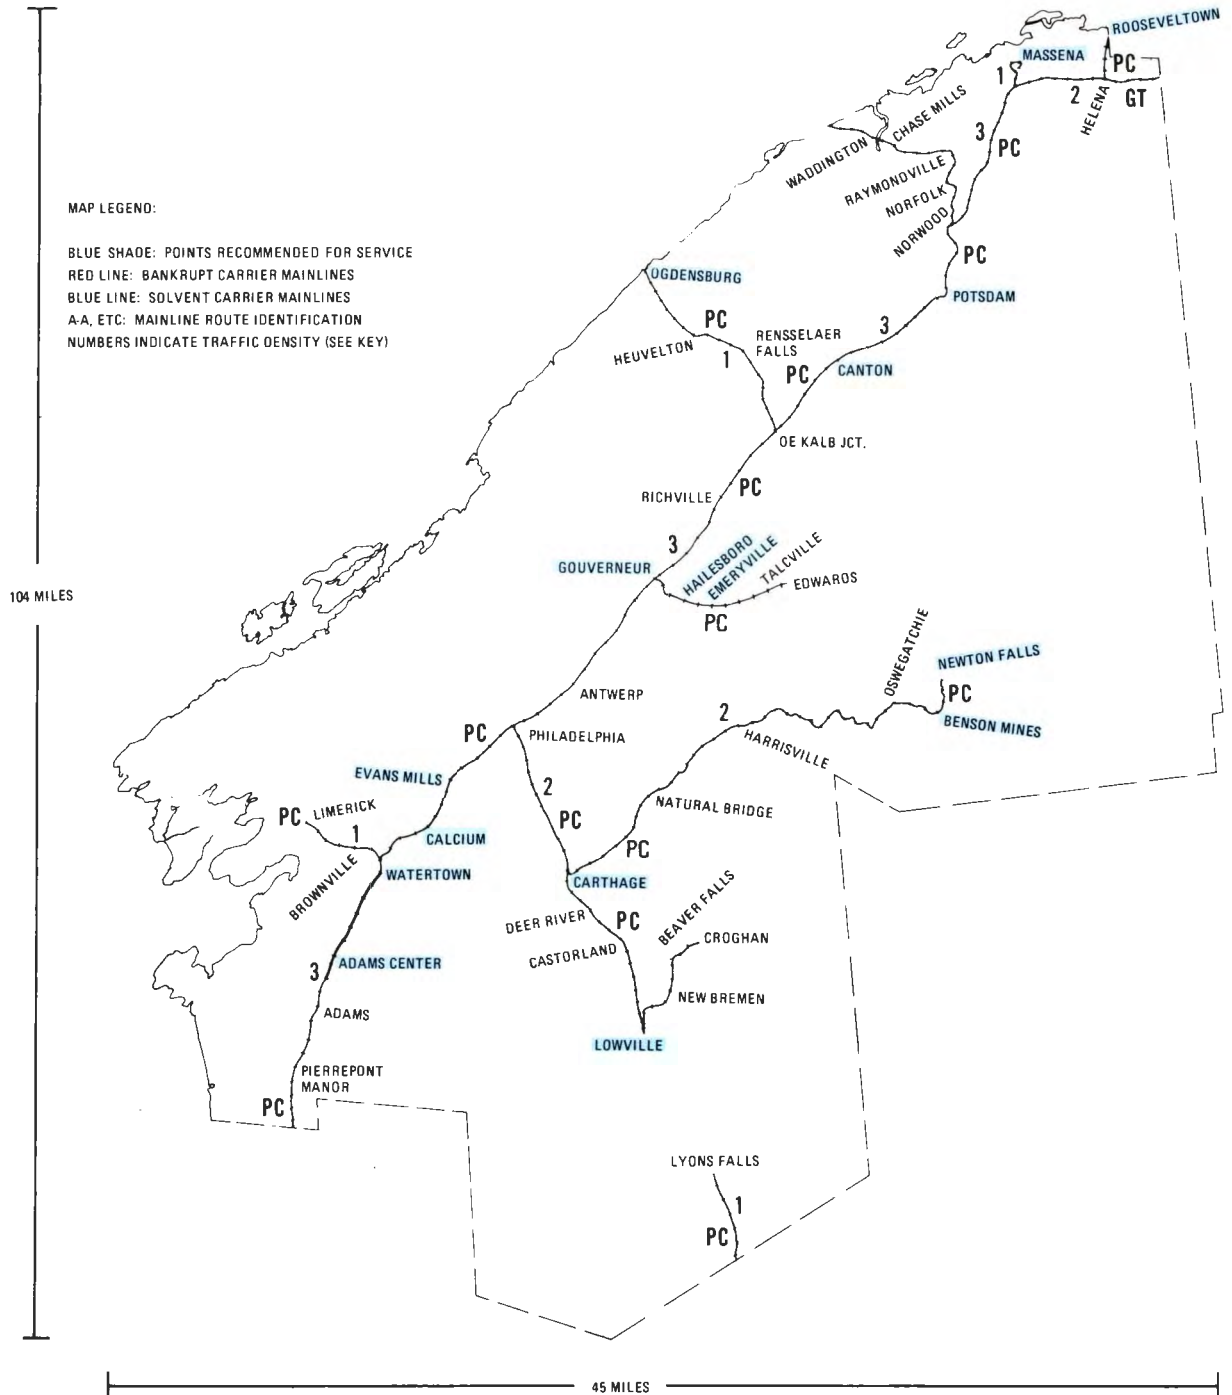 ROOSEVELTOWN
MASSENA
PC
1
2
GT
HELENA
CHASE MILLS
3
PC
WADDINGTON
RAYMONDVILLE
NORFOLK
NORWOOD
MAP LEGEND:
BLUE SHADE: POINTS RECOMMENDED FOR SERVICE
RED LINE: BANKRUPT CARRIER MAINLINES
BLUE LINE: SOLVENT CARRIER MAINLINES
A-A, ETC: MAINLINE ROUTE IDENTIFICATION
NUMBERS INDICATE TRAFFIC DENSITY (SEE KEY)
PC
OGDENSBURG
POTSDAM
PC
3
RENSSELAER
FALLS
HEUVELTON
1
PC
CANTON
OE KALB JCT.
RICHVILLE
PC
3
GOUVERNEUR
HAILESBORO
EMERYVILLE
TALCVILLE
EDWARDS
PC
104 MILES
OSWEGATCHIE
NEWTON FALLS
PC
BENSON MINES
ANTWERP
2
PC
PHILADELPHIA
HARRISVILLE
EVANS MILLS
2
NATURAL BRIDGE
PC
LIMERICK
1
PC
CALCIUM
PC
BROWNVILLE
WATERTOWN
CARTHAGE
DEER RIVER
PC
BEAVER FALLS
CROGHAN
CASTORLAND
3
ADAMS CENTER
NEW BREMEN
ADAMS
LOWVILLE
PIERREPONT
MANOR
PC
LYONS FALLS
1
PC
45 MILES